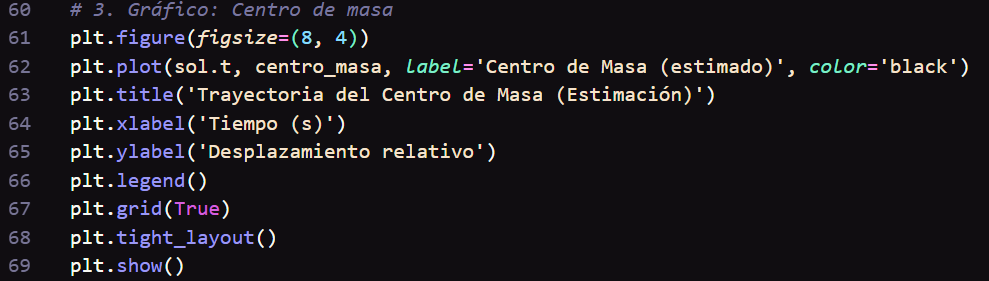 60 # 3. Gráfico: Centro de masa
61 plt.figure(figsize=(8, 4))
62 plt.plot(sol.t, centro_masa, label='Centro de Masa (estimado)', color='black')
63 plt.title('Trayectoria del Centro de Masa (Estimación)')
64 plt.xlabel('Tiempo (s)')
65 plt.ylabel('Desplazamiento relativo')
66 plt.legend()
67 plt.grid(True)
68 plt.tight_layout()
69 plt.show()